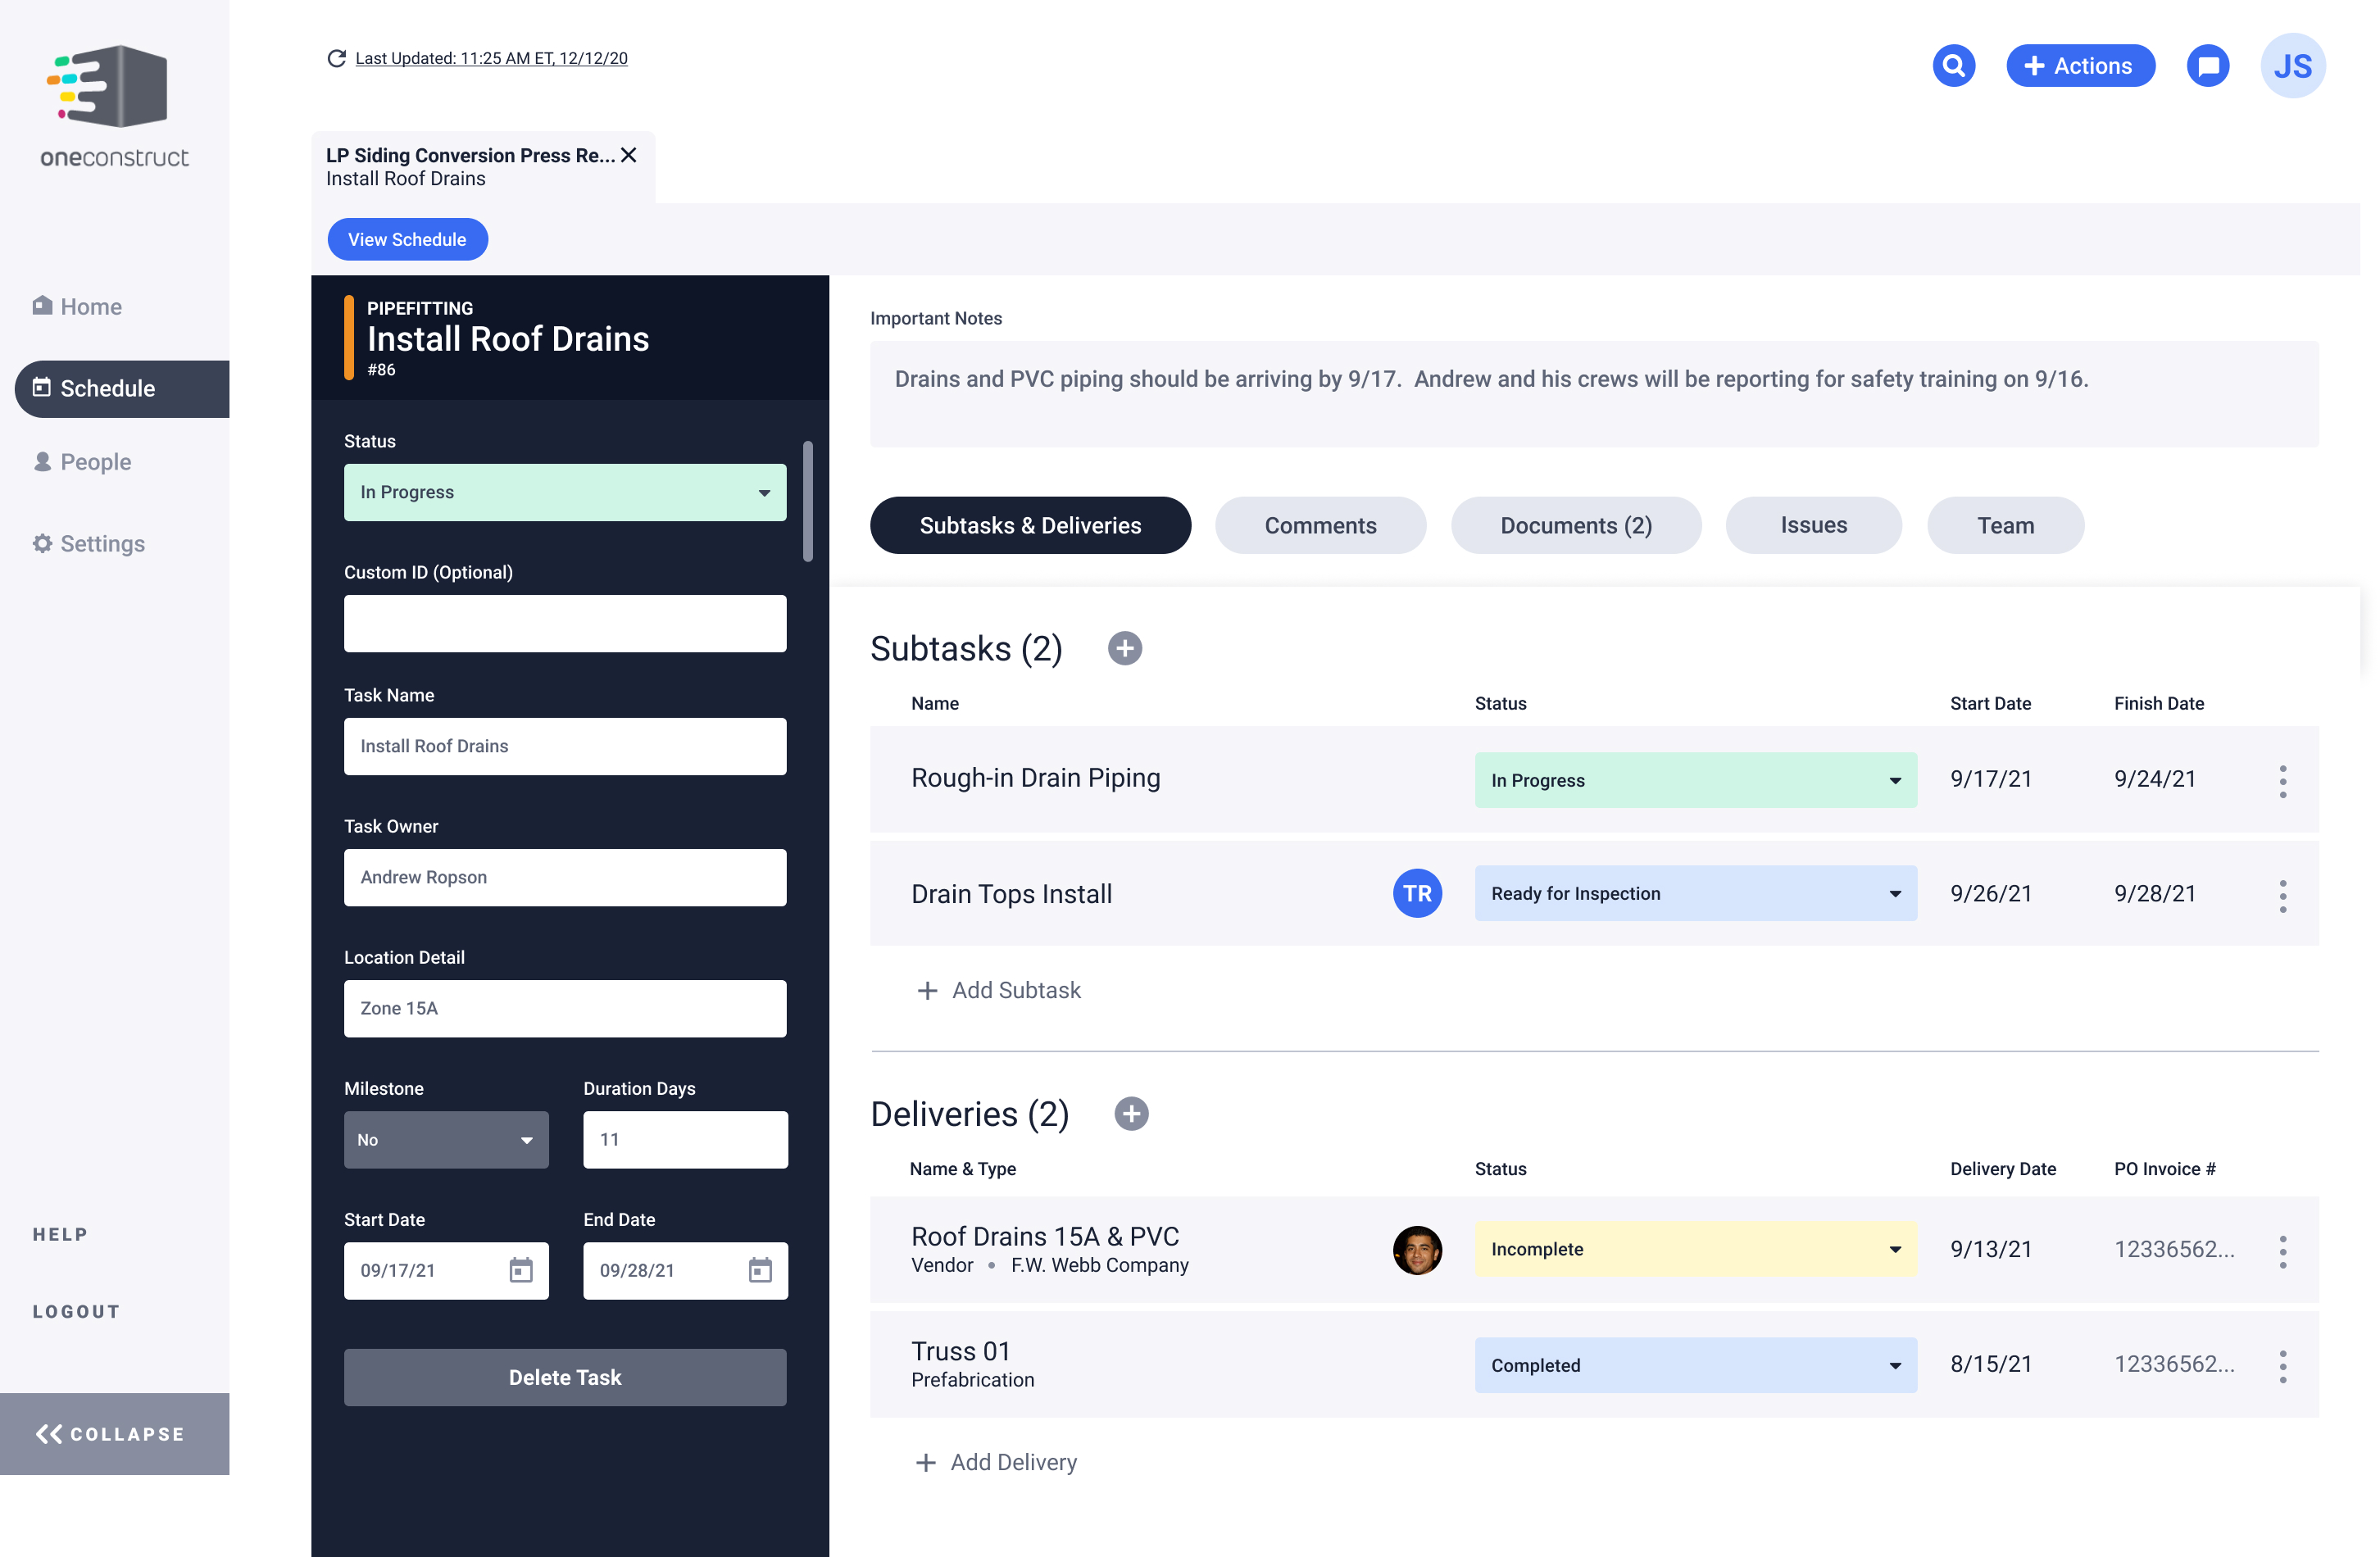 oneconstruct
Home
Schedule
People
Settings
HELP
LOGOUT
COLLAPSE
Last Updated: 11:25 AM ET, 12/12/20
Actions
JS
LP Siding Conversion Press Re...
Install Roof Drains
View Schedule
PIPEFITTING
Install Roof Drains
#86
Status
In Progress
Custom ID (Optional)
Task Name
Install Roof Drains
Task Owner
Andrew Ropson
Location Detail
Zone 15A
Milestone Duration Days
No 11
Start Date End Date
09/17/21 09/28/21
Delete Task
Important Notes
Drains and PVC piping should be arriving by 9/17. Andrew and his crews will be reporting for safety training on 9/16.
Subtasks & Deliveries Comments Documents (2) Issues Team
Subtasks (2)
Name Status Start Date Finish Date
Rough-in Drain Piping In Progress 9/17/21 9/24/21
Drain Tops Install TR Ready for Inspection 9/26/21 9/28/21
+ Add Subtask
Deliveries (2)
Name & Type Status Delivery Date PO Invoice #
Roof Drains 15A & PVC Incomplete 9/13/21 12336562...
Vendor • F.W. Webb Company
Truss 01 Completed 8/15/21 12336562...
Prefabrication
+ Add Delivery